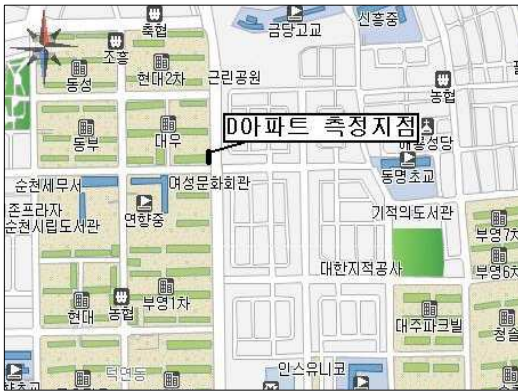 축협
금당고교
신흥중
조흥
동성
현대2차
근린공원
농협
D아파트 측정지점
동부
대우
동명초교
순천세무서
여성문화회관
존프라자
순천시립도서관
연향중
기적의도서관
부영7차
대한지적공사
부영6차
현대
농협
부영1차
대주파크빌
청솔
덕연동
인스유니코